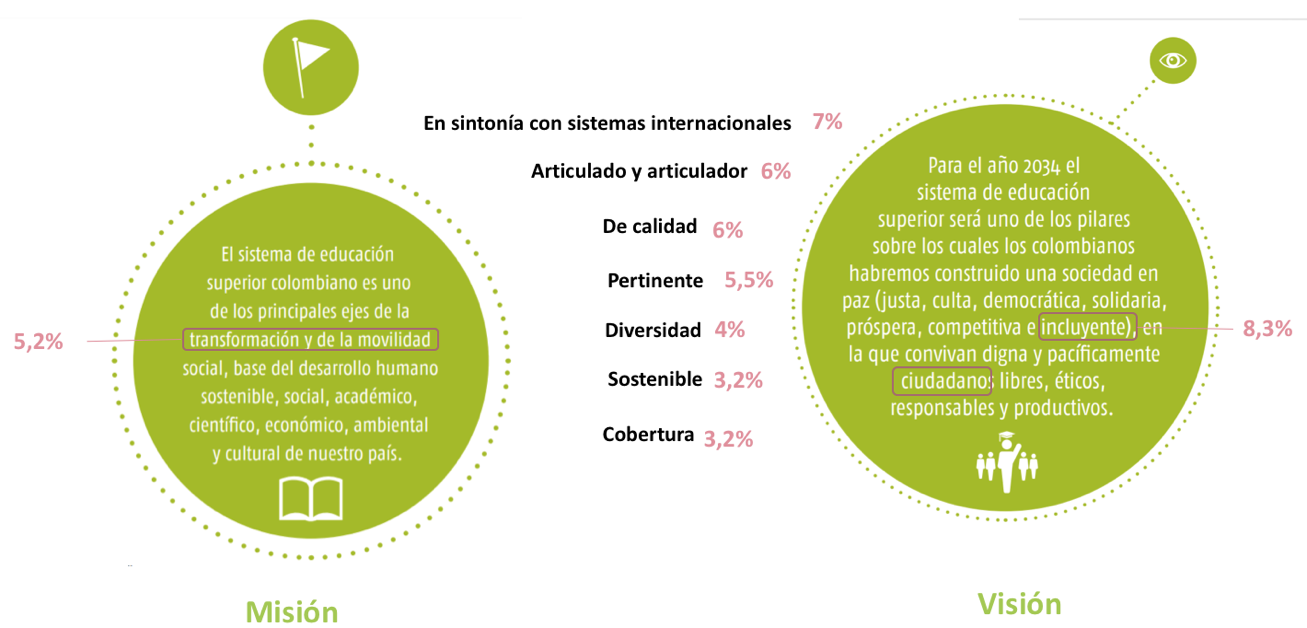 En sintonía con sistemas internacionales 7%
Articulado y articulador 6%
De calidad 6%
Pertinente 5,5%
Diversidad 4%
Sostenible 3,2%
Cobertura 3,2%
5,2%
El sistema de educación
superior colombiano es uno
de los principales ejes de la
transformación y de la movilidad
social, base del desarrollo humano
sostenible, social, académico,
científico, económico, ambiental
y cultural de nuestro país.
Misión
Para el año 2034 el
sistema de educación
superior será uno de los pilares
sobre los cuales los colombianos
habremos construido una sociedad en
paz (justa, culta, democrática, solidaria,
próspera, competitiva e incluyente), en
la que convivan digna y pacíficamente
ciudadanos libres, éticos,
responsables y productivos.
8,3%
Visión